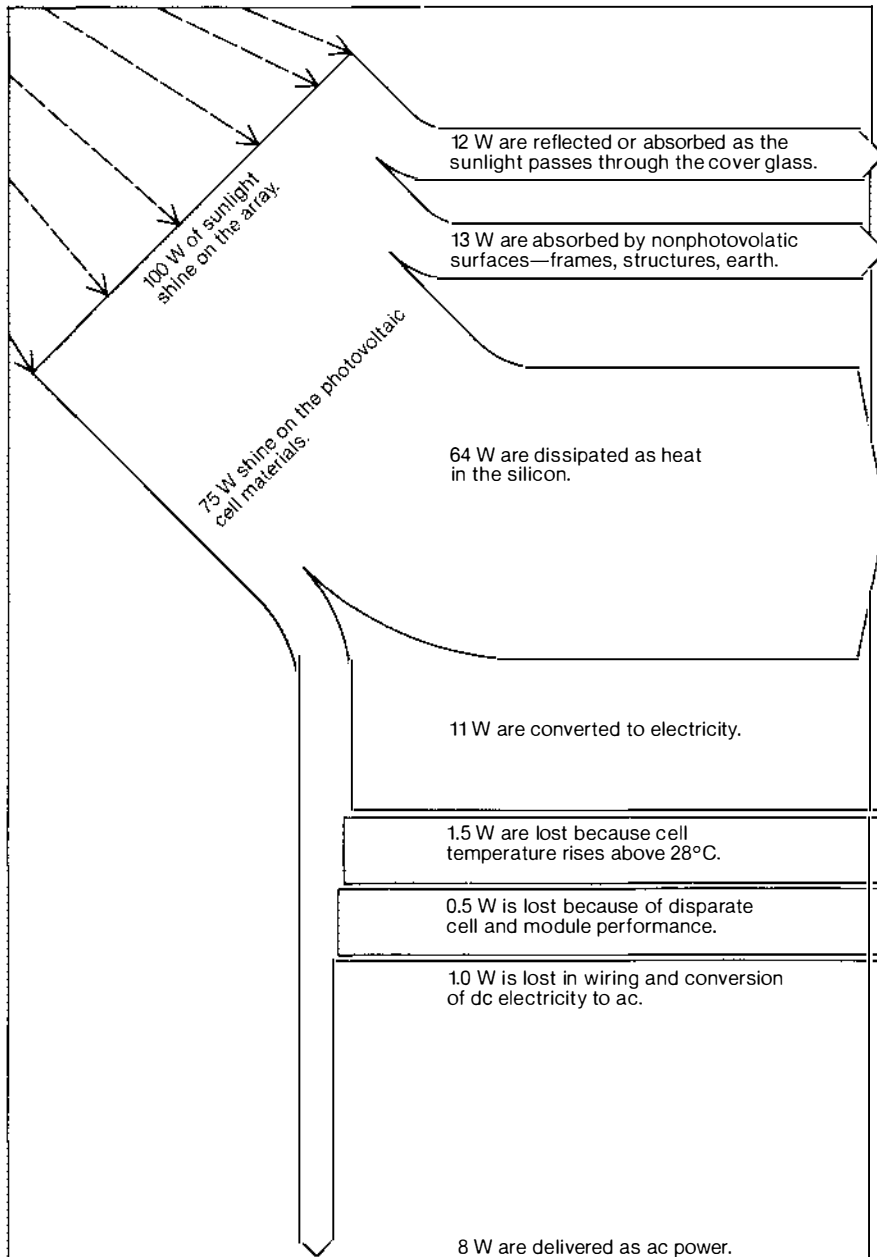 12 W are reflected or absorbed as the
sunlight passes through the cover glass.
100 W of sunlight
shine on the array.
13 W are absorbed by nonphotovolatic
surfaces—frames, structures, earth.
75 W shine on the photovoltaic
cell materials.
64 W are dissipated as heat
in the silicon.
11 W are converted to electricity.
1.5 W are lost because cell
temperature rises above 28°C.
0.5 W is lost because of disparate
cell and module performance.
1.0 W is lost in wiring and conversion
of dc electricity to ac.
8 W are delivered as ac power.